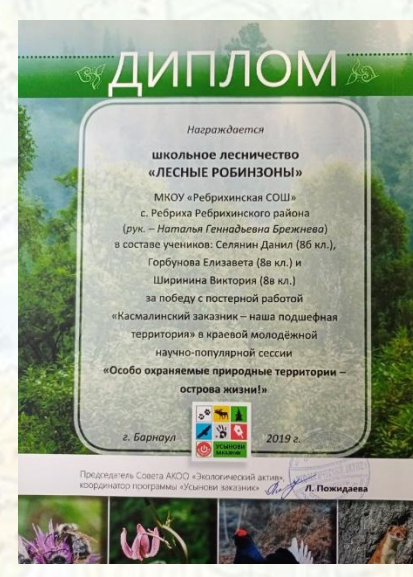 ДИПЛОМ
Награждается
школьное лесничество
«ЛЕСНЫЕ РОБИНЗОНЫ»
МКОУ «Ребрихинская СОШ»
с. Ребриха Ребрихинского района
(рук. – Наталья Геннадьевна Брежнева)
в составе учеников: Селянин Данил (8б кл.),
Горбунова Елизавета (8в кл.) и
Ширинина Виктория (8в кл.)
за победу с постерной работой
«Касмалинский заказник – наша подшефная
территория» в краевой молодёжной
научно-популярной сессии
«Особо охраняемые природные территории –
острова жизни!»
УСЫНОВИ
ЗАКАЗНИК
г. Барнаул 2019 г.
Председатель Совета АКОО «Экологический актив»,
координатор программы «Усынови заказник» Л. Пожидаева